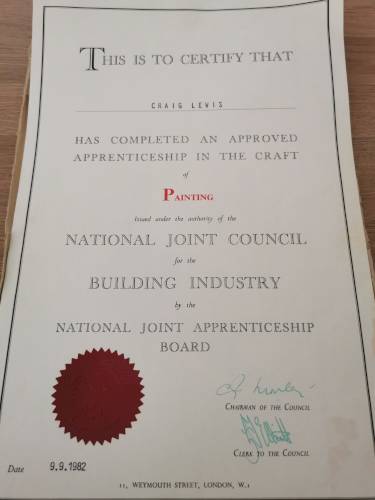 THIS IS TO CERTIFY THAT
CRAIG LEWIS
HAS COMPLETED AN APPROVED
APPRENTICESHIP IN THE CRAFT
of
PAINTING
Issued under the authority of the
NATIONAL JOINT COUNCIL
for the
BUILDING INDUSTRY
by the
NATIONAL JOINT APPRENTICESHIP
BOARD
CHAIRMAN OF THE COUNCIL
CLERK TO THE COUNCIL
Date 9.9.1982
11, WEYMOUTH STREET, LONDON, W.1